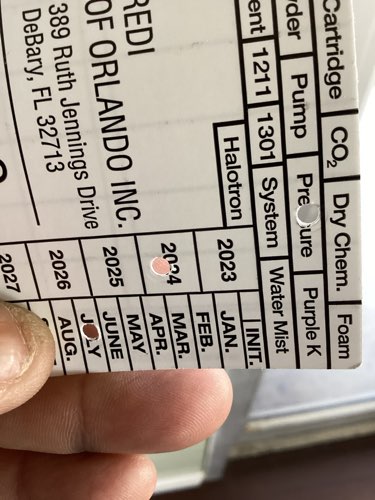 Cartridge CO₂ Dry Chem. Foam
Pump Pressure Purple K
1211 1301 System Water Mist
Halotron
REDI
OF ORLANDO INC.
389 Ruth Jennings Drive
DeBary, FL 32713
2023
2024
2025
2026
2027
INIT.
JAN.
FEB.
MAR.
APR.
MAY
JUNE
JULY
AUG.